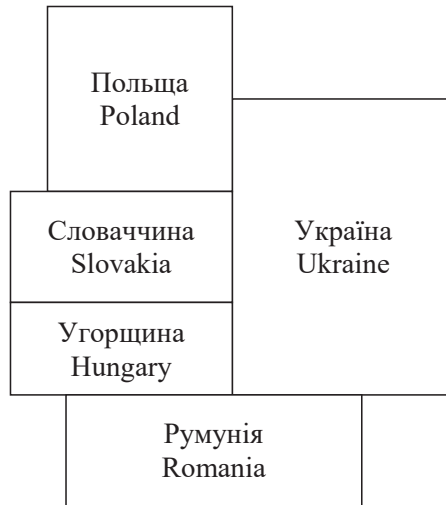 Польща
Poland
Словаччина
Slovakia
Україна
Ukraine
Угорщина
Hungary
Румунія
Romania